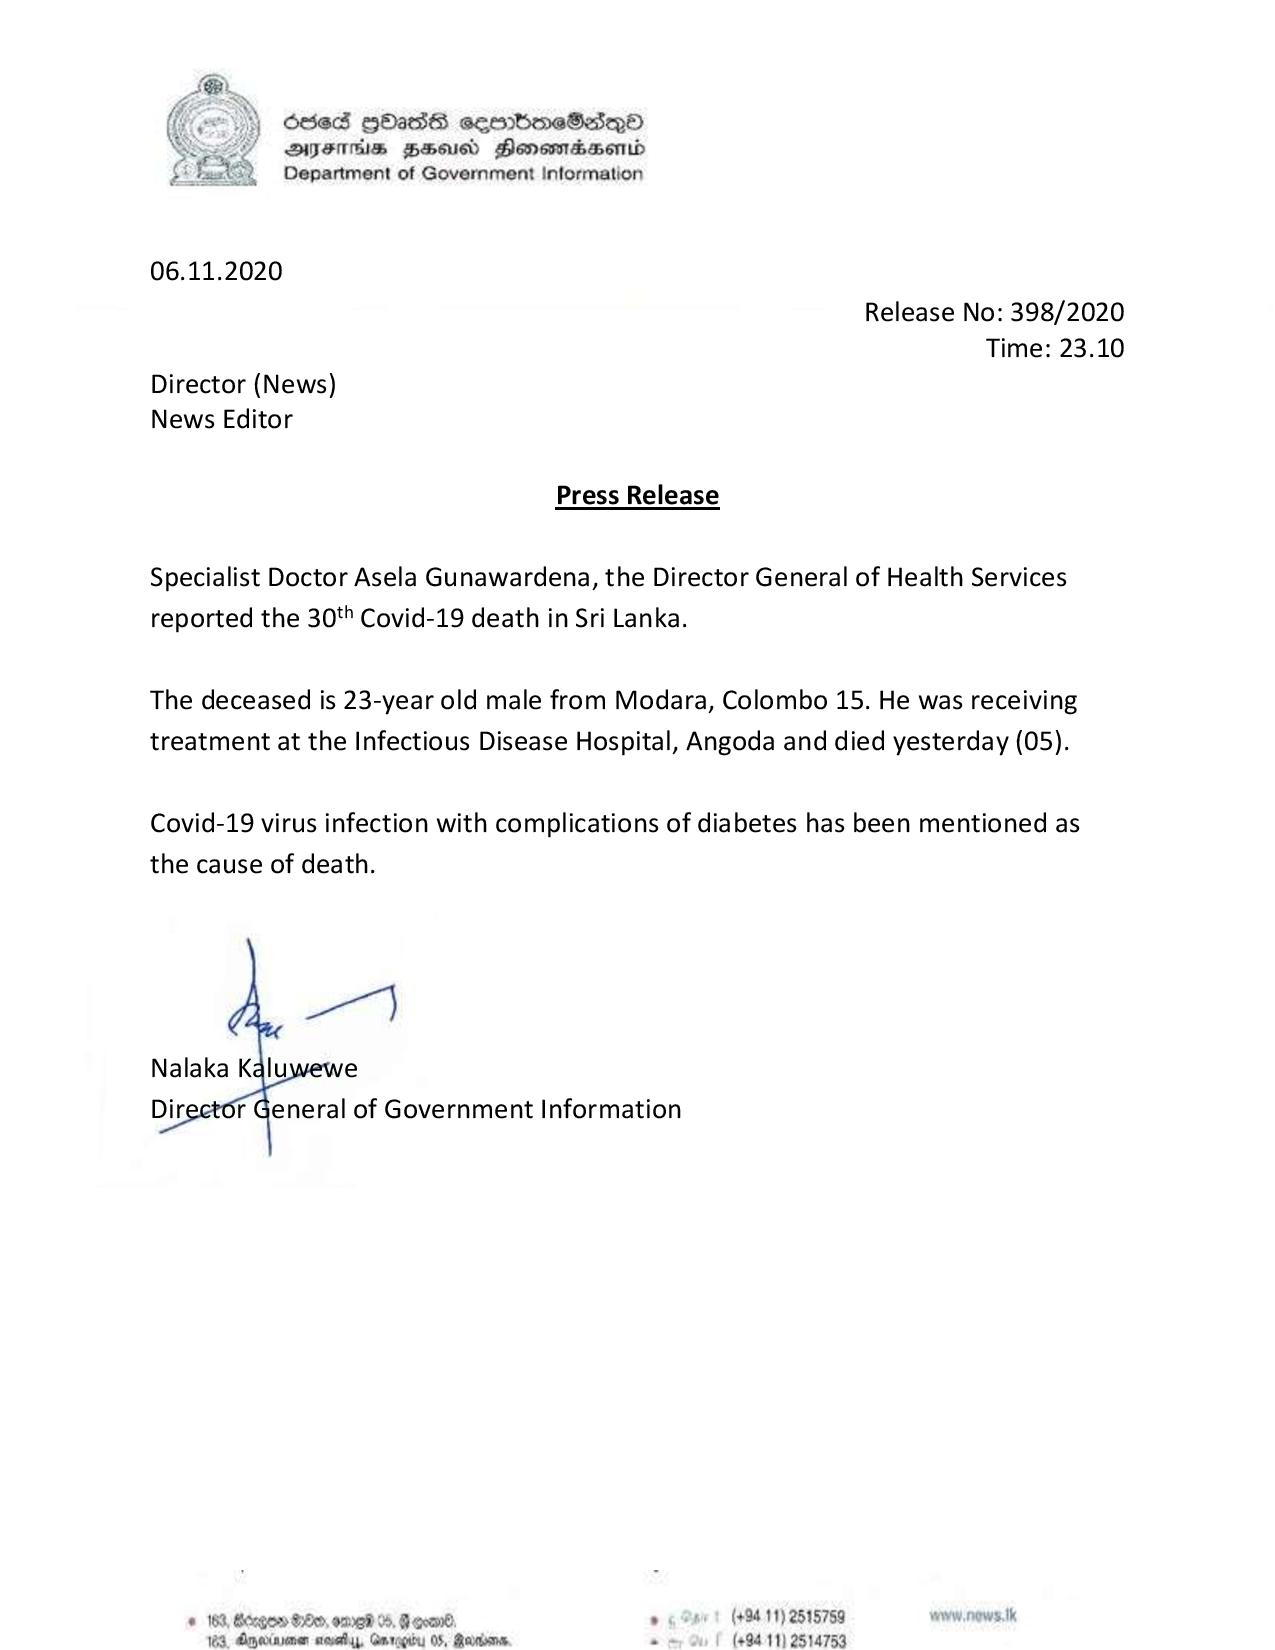 රජයේ ප්‍රවෘත්ති දෙපාර්තමේන්තුව
அரசாங்க தகவல் திணைக்களம்
Department of Government Information
06.11.2020
Release No: 398/2020
Time: 23.10
Director (News)
News Editor
Press Release
Specialist Doctor Asela Gunawardena, the Director General of Health Services
reported the 30th Covid-19 death in Sri Lanka.
The deceased is 23-year old male from Modara, Colombo 15. He was receiving
treatment at the Infectious Disease Hospital, Angoda and died yesterday (05).
Covid-19 virus infection with complications of diabetes has been mentioned as
the cause of death.
Nalaka Kaluwewe
Director General of Government Information
163, කිරුලපන මාවත, කොළඹ 05, ශ්‍රී ලංකාව.
(+94 11) 2515759
www.news.lk
163, கிருலப்பனை எவனியூ, கொழும்பு 05, இலங்கை.
(+94 11) 2514753